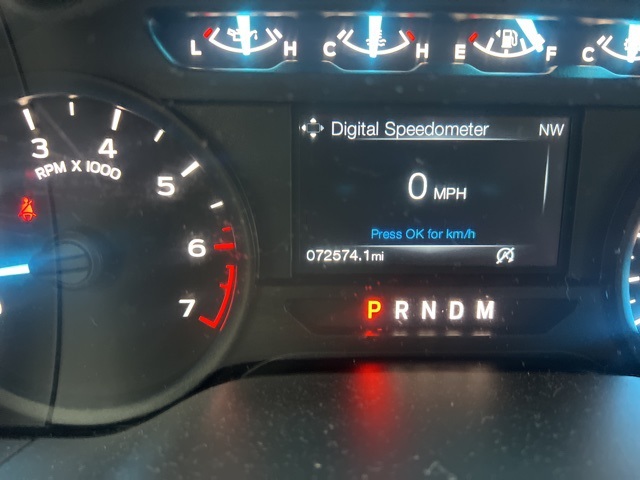 L H C H E F C
Digital Speedometer NW
3 4 5 6 7
RPM X 1000
0 MPH
Press OK for km/h
072574.1mi
P R N D M